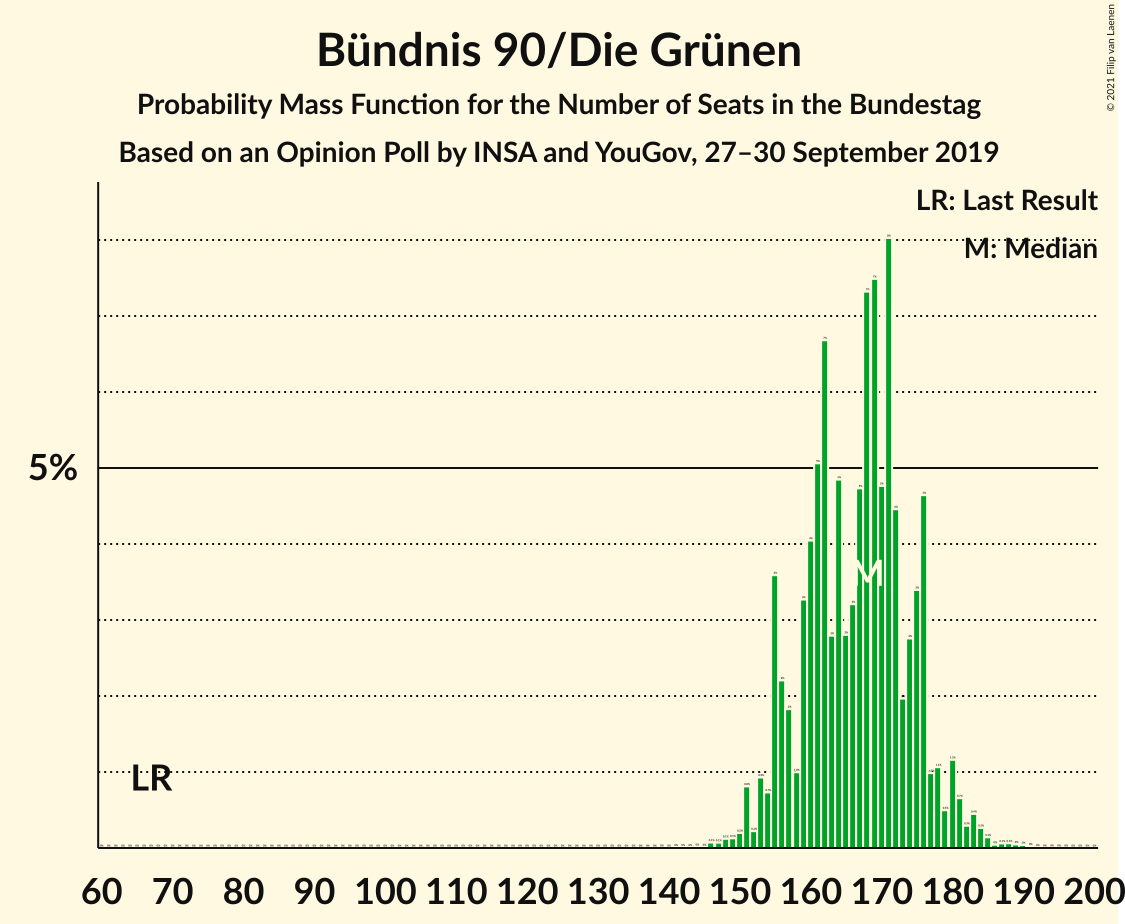 Bündnis 90/Die Grünen
Probability Mass Function for the Number of Seats in the Bundestag
Based on an Opinion Poll by INSA and YouGov, 27–30 September 2019
© 2021 Filip van Laenen
LR: Last Result
M: Median
5%
M
LR
60 70 80 90 100 110 120 130 140 150 160 170 180 190 200